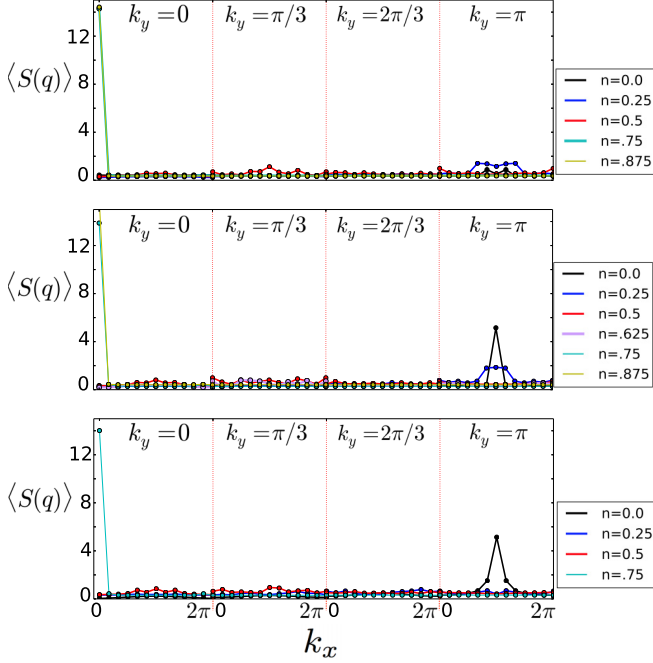 k_y=0 k_y=π/3 k_y=2π/3 k_y=π
⟨S(q)⟩
12
8
4
0
n=0.0
n=0.25
n=0.5
n=.75
n=.875
k_y=0 k_y=π/3 k_y=2π/3 k_y=π
⟨S(q)⟩
12
8
4
0
n=0.0
n=0.25
n=0.5
n=.625
n=.75
n=.875
k_y=0 k_y=π/3 k_y=2π/3 k_y=π
⟨S(q)⟩
12
8
4
0
n=0.0
n=0.25
n=0.5
n=.75
0 2π 0 2π 0 2π 0 2π
k_x